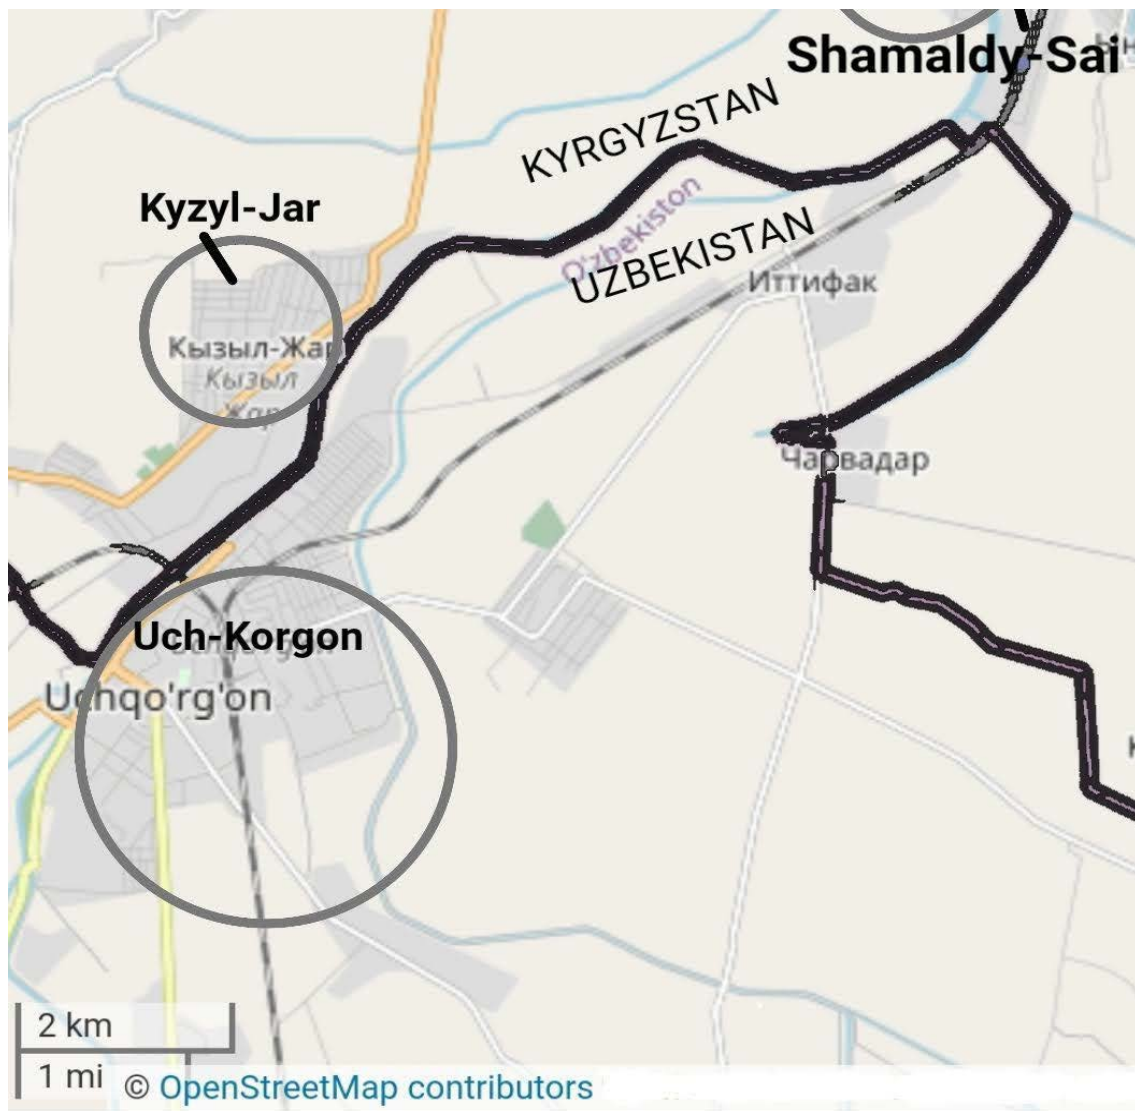 Shamaldy-Sai
KYRGYZSTAN
Kyzyl-Jar
O'zbekiston
UZBEKISTAN
Иттифак
Кызыл-Жар
Кызыл
Жар
Чарвадар
Uch-Korgon
Uchqo'rg'on
2 km
1 mi
© OpenStreetMap contributors